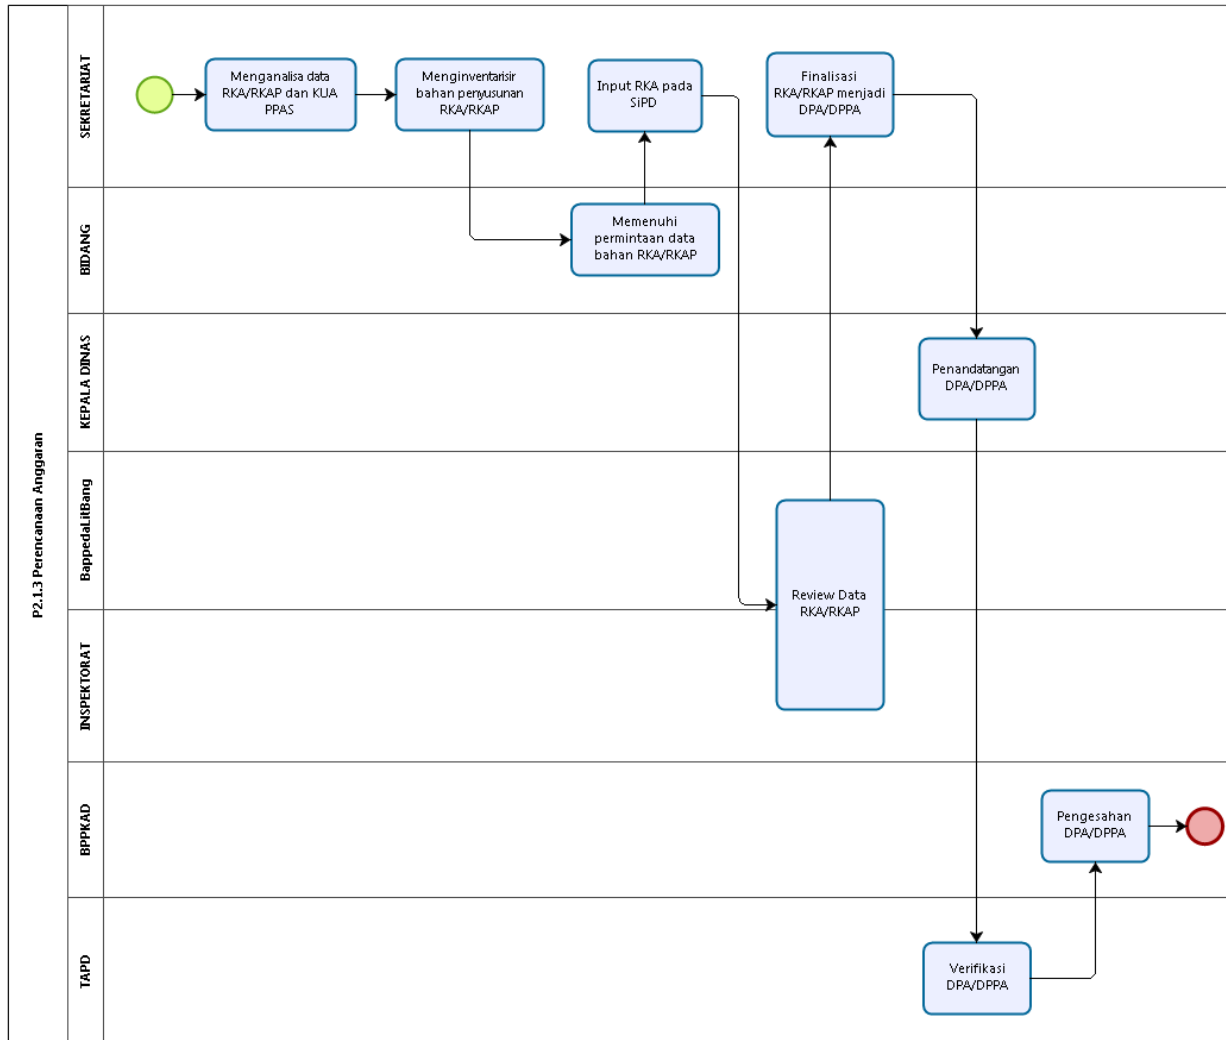 P2.1.3 Perencanaan Anggaran
SEKRETARIAT
Menganalisa data
RKA/RKAP dan KUA
PPAS
Menginventarisir
bahan penyusunan
RKA/RKAP
Input RKA pada
SiPD
Finalisasi
RKA/RKAP menjadi
DPA/DPPA
BIDANG
Memenuhi
permintaan data
bahan RKA/RKAP
KEPALA DINAS
Penandatangan
DPA/DPPA
BappedaLitBang
Review Data
RKA/RKAP
INSPEKTORAT
BPPKAD
Pengesahan
DPA/DPPA
TAPD
Verifikasi
DPA/DPPA